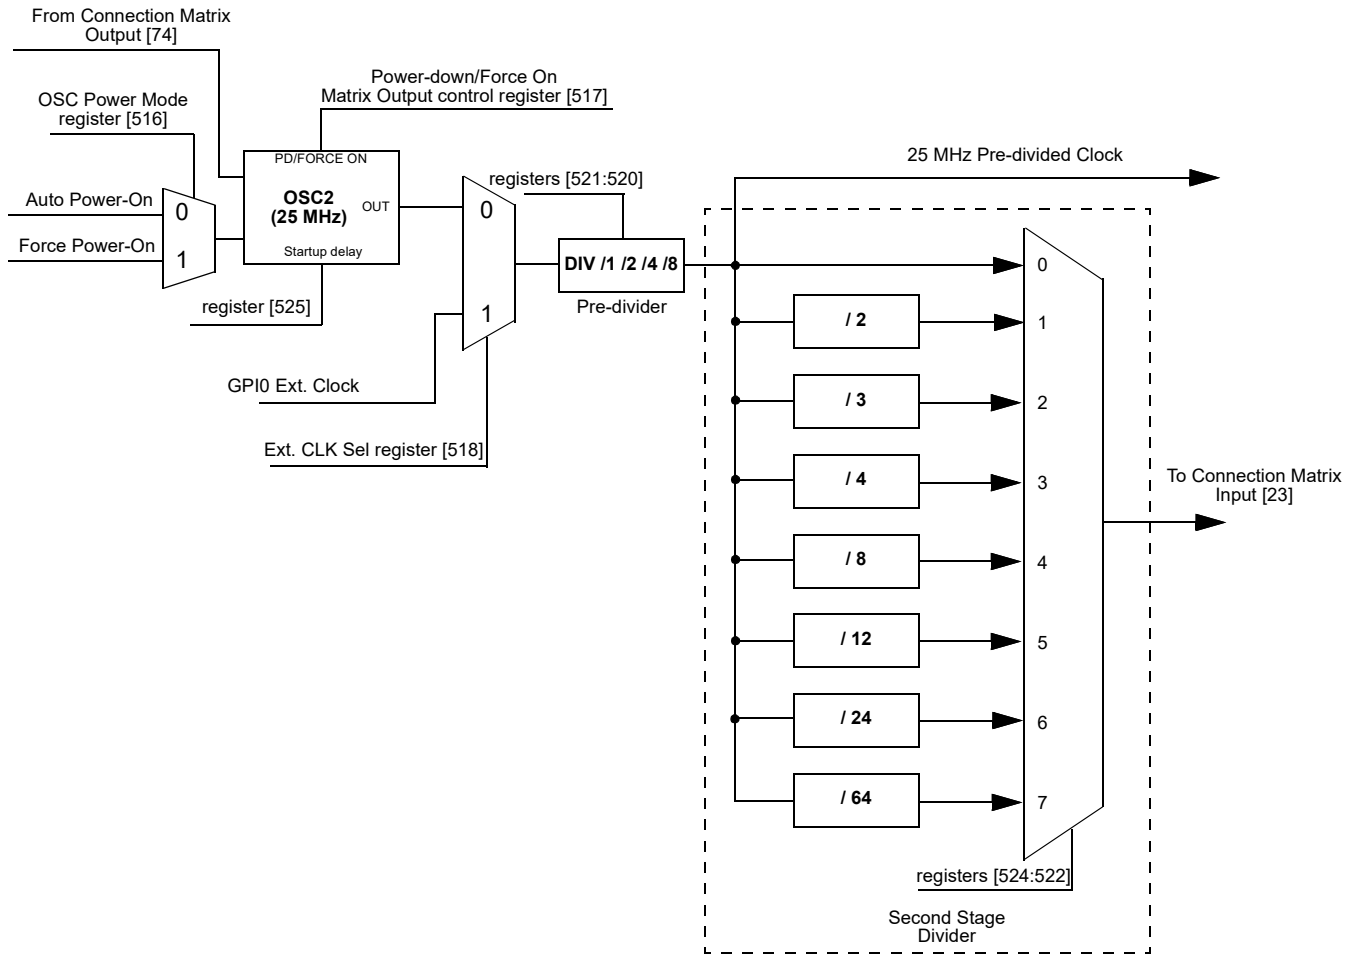 From Connection Matrix
Output [74]
Power-down/Force On
Matrix Output control register [517]
OSC Power Mode
register [516]
PD/FORCE ON
OSC2
(25 MHz)
OUT
Startup delay
Auto Power-On
0
Force Power-On
1
register [525]
0
1
GPI0 Ext. Clock
Ext. CLK Sel register [518]
registers [521:520]
DIV /1 /2 /4 /8
Pre-divider
25 MHz Pre-divided Clock
0
/ 2
1
/ 3
2
/ 4
3
/ 8
4
/ 12
5
/ 24
6
/ 64
7
To Connection Matrix
Input [23]
registers [524:522]
Second Stage
Divider